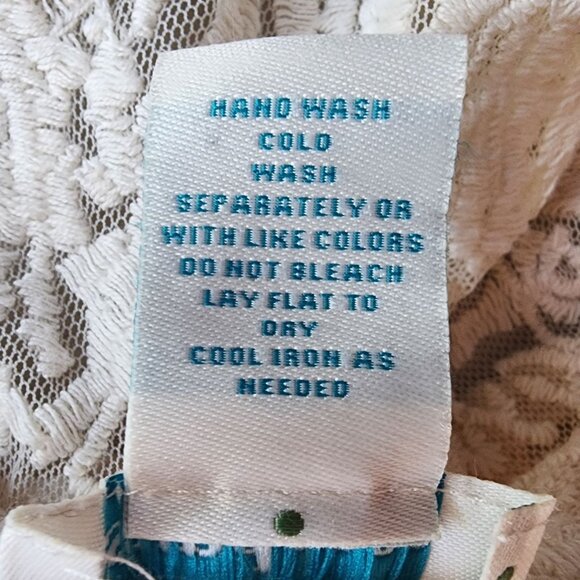 HAND WASH
COLD
WASH
SEPARATELY OR
WITH LIKE COLORS
DO NOT BLEACH
LAY FLAT TO
DRY
COOL IRON AS
NEEDED